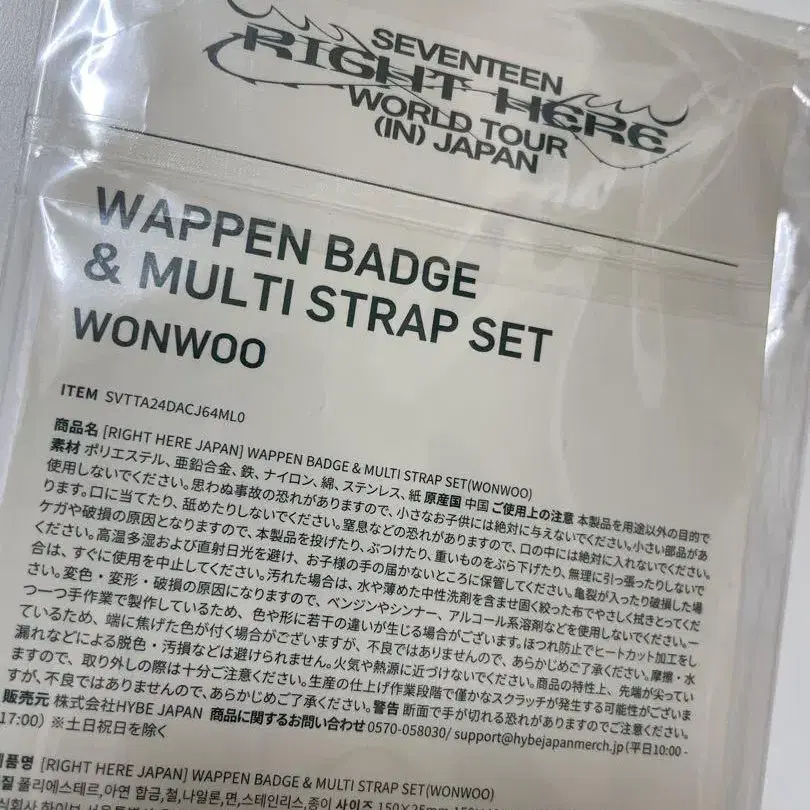 SEVENTEEN
RIGHT HERE
WORLD TOUR
(IN) JAPAN
WAPPEN BADGE
& MULTI STRAP SET
WONWOO
ITEM SVTTA24DACJ64ML0
商品名 [RIGHT HERE JAPAN] WAPPEN BADGE & MULTI STRAP SET(WONWOO)
素材 ポリエステル、亜鉛合金、鉄、ナイロン、綿、ステンレス、紙 原産国 中国 ご使用上の注意 本製品を用途以外の目的で
使用しないでください。思わぬ事故の恐れがありますので、小さなお子供には絶対に与えないでください。小さい部品があ
ります。口に当てたり、舐めたりしないでください。窒息などの恐れがありますので、口の中には絶対に入れないでください。
ケガや破損の原因となりますので、本製品を投げたり、ぶつけたり、重いものをぶら下げたり、無理に引っ張ったりしないで
ください。高温多湿および直射日光を避け、お子様の手の届かないところに保管してください。亀裂が入ったり破損した場
合は、すぐに使用を中止してください。汚れた場合は、水や薄めた中性洗剤を含ませ固く絞った布でやさしく拭きとってくだ
さい。変色・変形・破損の原因になりますので、ベンジンやシンナー、アルコール系溶剤などを使用しないでください。一
つ一つ手作業で製作しているため、色や形に若干の違いが生じる場合がございます。ほつれ防止でヒートカット加工をし
ているため、端に焦げた色が付く場合がございますが、不良ではありませんので、あらかじめご了承ください。摩擦・水
漏れなどによる脱色・汚損などは避けられません。火気や熱源に近づけないでください。商品の特性上、先端が尖ってい
ますので、取り外しの際は十分ご注意ください。生産の仕上げ作業段階で僅かなスクラッチが発生する可能性がございま
すが、不良ではありませんので、あらかじめご了承ください。警告 断面で手が切れる恐れがありますのでご注意ください。
販売元 株式会社HYBE JAPAN 商品に関するお問い合わせ 0570-058030/ support@hybejapanmerch.jp (平日10:00 -
17:00) ※土日祝日を除く
제품명 [RIGHT HERE JAPAN] WAPPEN BADGE & MULTI STRAP SET(WONWOO)
질 폴리에스테르,아연 합금,철,나일론,면,스테인리스,종이 사이즈 150×25mm